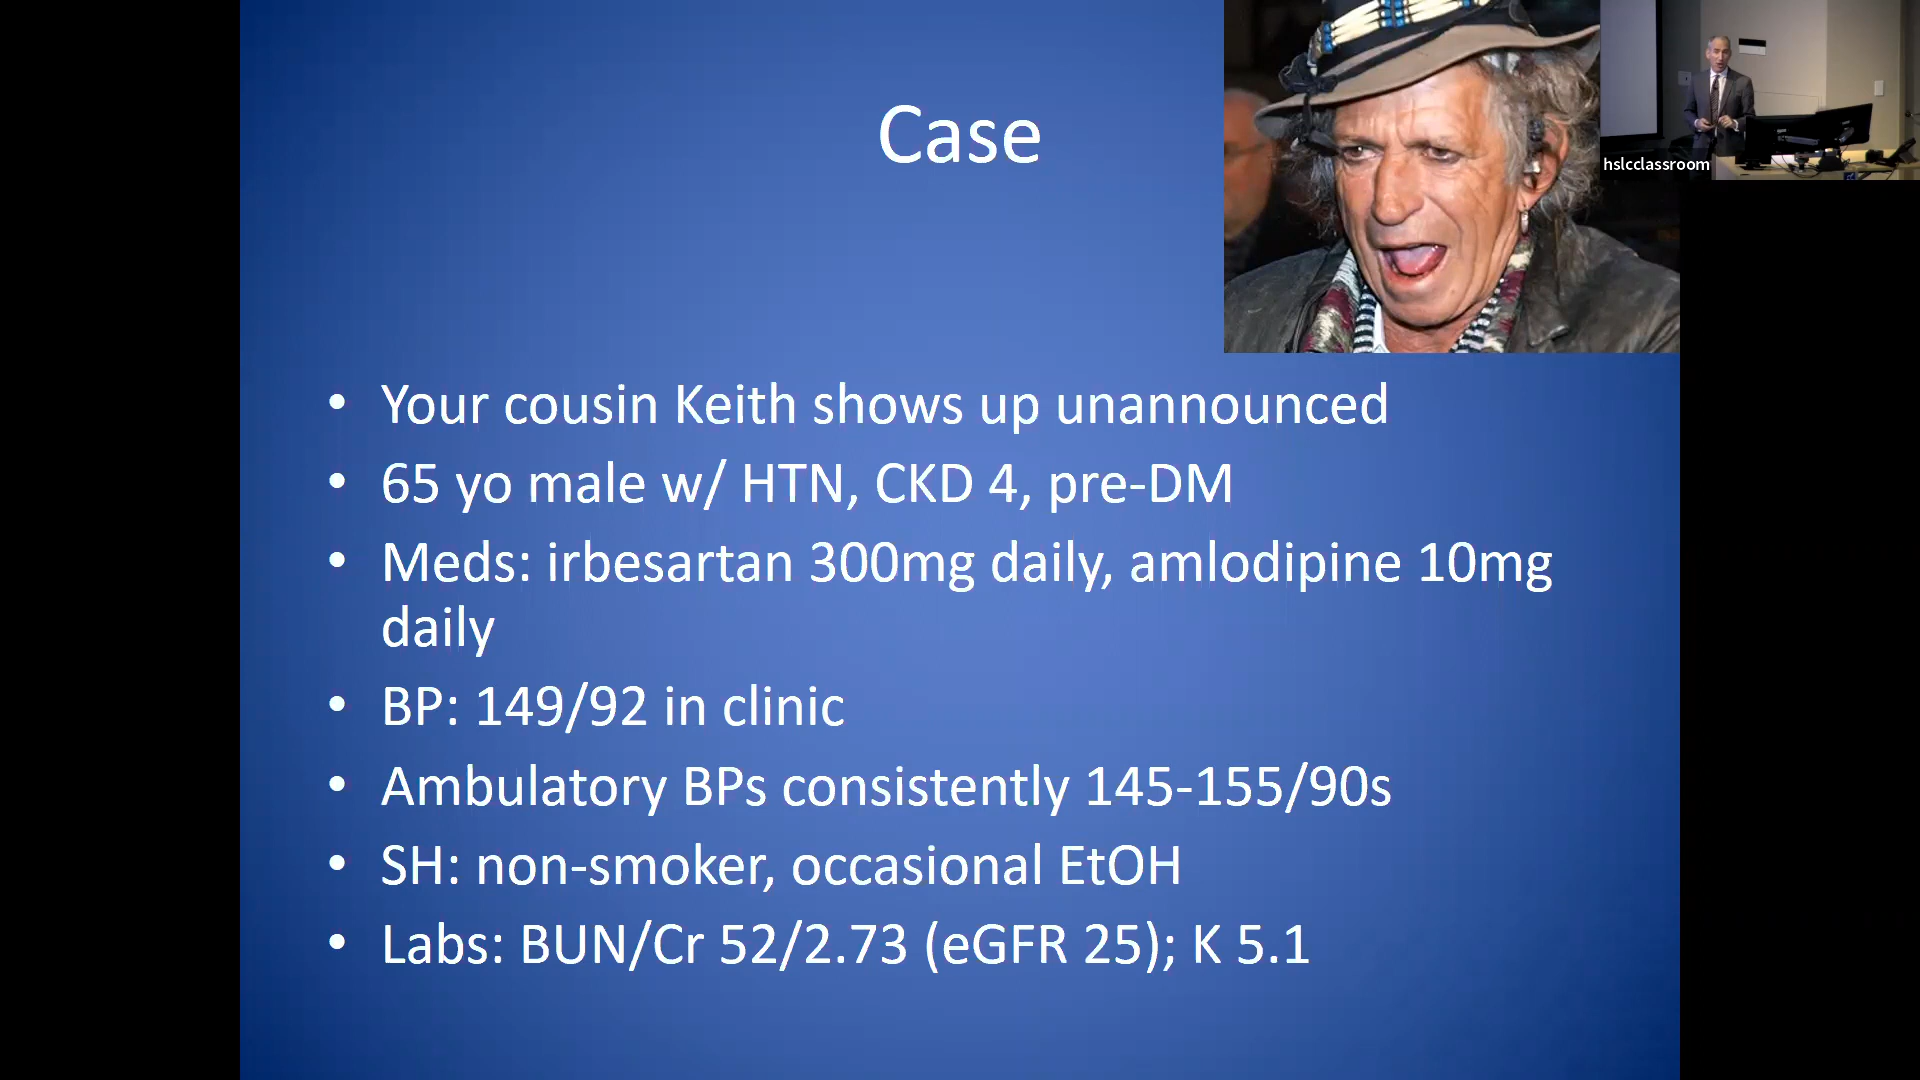 Case
hslcclassroom
• Your cousin Keith shows up unannounced
• 65 yo male w/ HTN, CKD 4, pre-DM
• Meds: irbesartan 300mg daily, amlodipine 10mg
daily
• BP: 149/92 in clinic
• Ambulatory BPs consistently 145-155/90s
• SH: non-smoker, occasional EtOH
• Labs: BUN/Cr 52/2.73 (eGFR 25); K 5.1